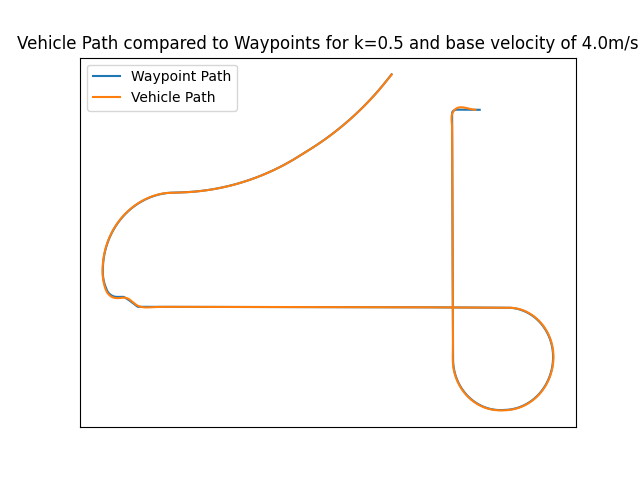 Vehicle Path compared to Waypoints for k=0.5 and base velocity of 4.0m/s
Waypoint Path
Vehicle Path